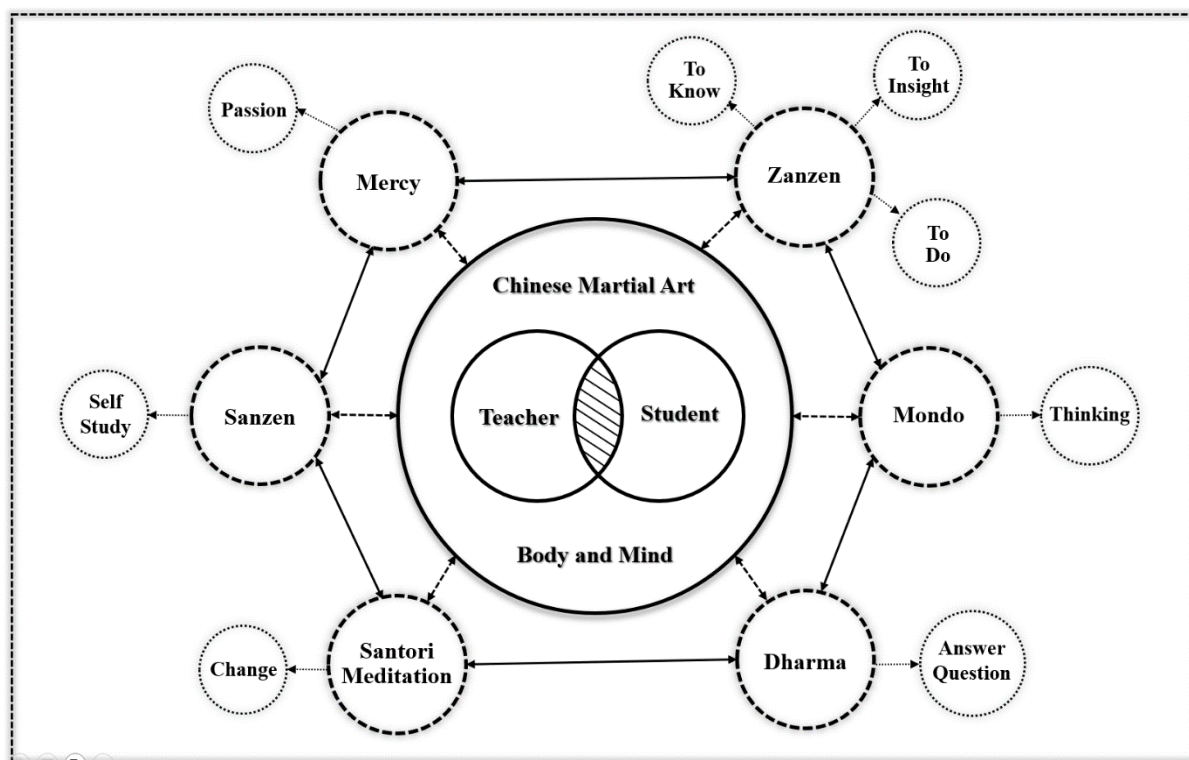 To
Know
To
Insight
Passion
Mercy
Zanzen
To
Do
Chinese Martial Art
Self
Study
Sanzen
Teacher
Student
Mondo
Thinking
Body and Mind
Change
Santori
Meditation
Dharma
Answer
Question